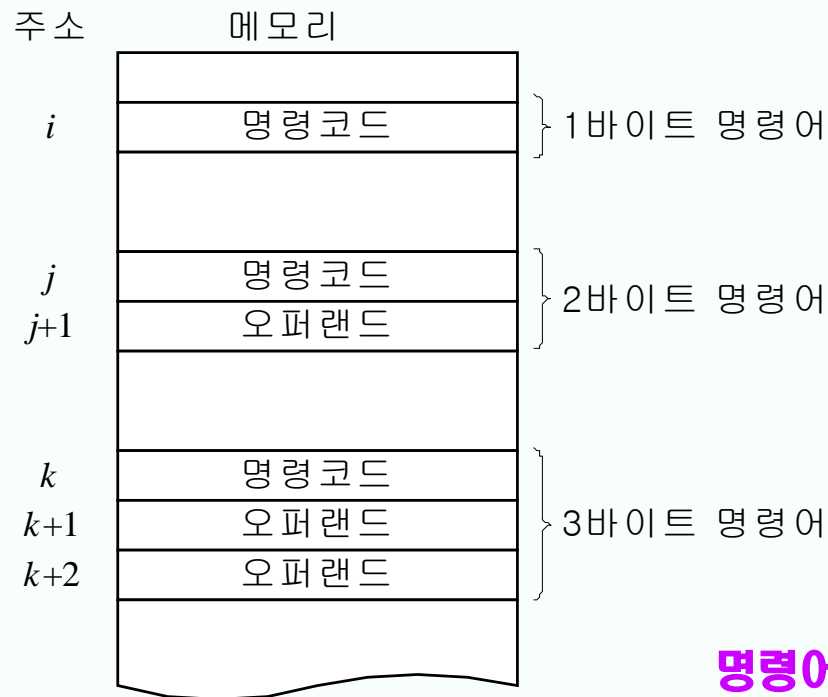 주소 메모리
i 명령코드 1바이트 명령어
j 명령코드
2바이트 명령어
j+1 오퍼랜드
k 명령코드
k+1 오퍼랜드 3바이트 명령어
k+2 오퍼랜드
명령어